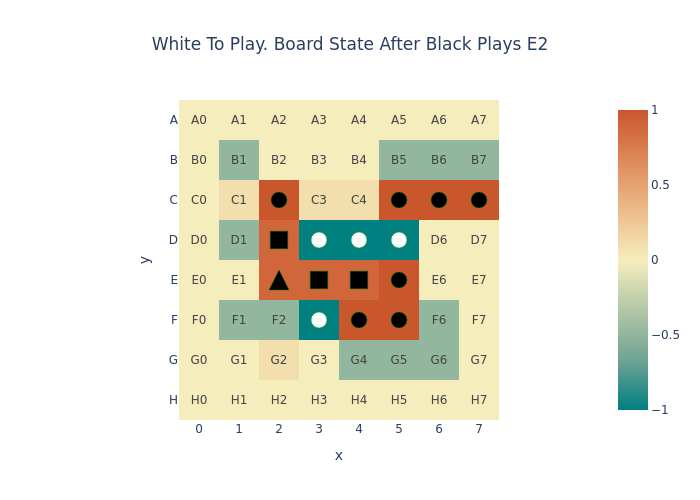 White To Play. Board State After Black Plays E2
A A0 A1 A2 A3 A4 A5 A6 A7
B B0 B1 B2 B3 B4 B5 B6 B7
C C0 C1 C3 C4
D D0 D1 D6 D7
E E0 E1 E6 E7
F F0 F1 F2 F6 F7
G G0 G1 G2 G3 G4 G5 G6 G7
H H0 H1 H2 H3 H4 H5 H6 H7
0 1 2 3 4 5 6 7
x
y
1
0.5
0
−0.5
−1